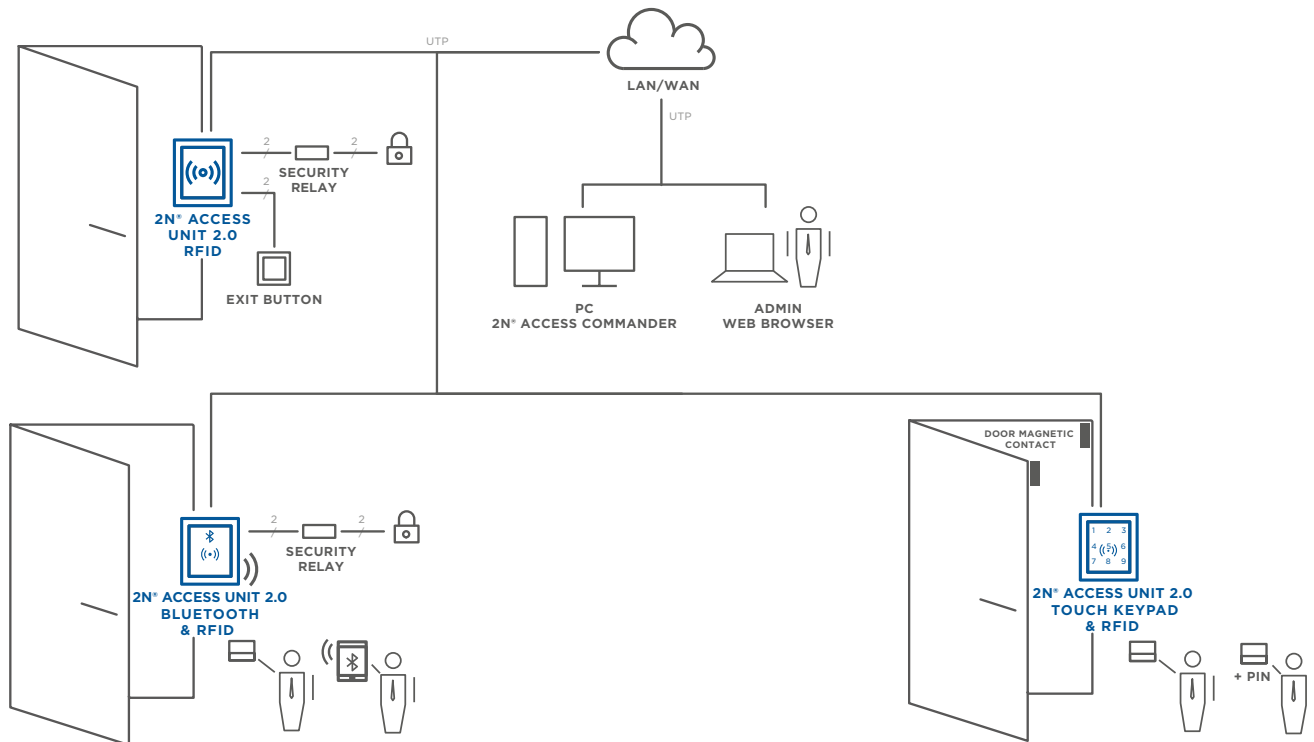 UTP
LAN/WAN
UTP
2
2
SECURITY
RELAY
2
2N® ACCESS
UNIT 2.0
RFID
EXIT BUTTON
PC
2N® ACCESS COMMANDER
ADMIN
WEB BROWSER
DOOR MAGNETIC
CONTACT
2
2
SECURITY
RELAY
2N® ACCESS UNIT 2.0
BLUETOOTH
& RFID
1 2 3
4 5 6
7 8 9
2N® ACCESS UNIT 2.0
TOUCH KEYPAD
& RFID
+ PIN